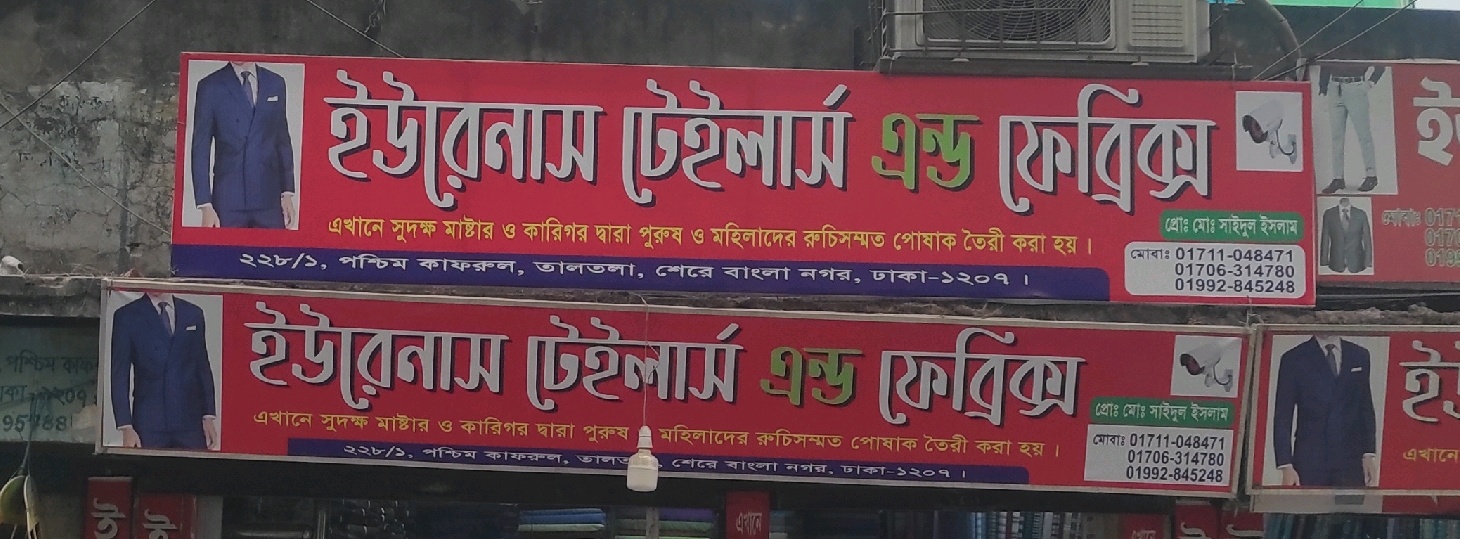 ইউরেনাস টেইলার্স এন্ড ফেব্রিক্স
এখানে সুদক্ষ মাষ্টার ও কারিগর দ্বারা পুরুষ ও মহিলাদের রুচিসম্মত পোষাক তৈরী করা হয়।
প্রোঃ মোঃ সাইদুল ইসলাম
২২৮/১, পশ্চিম কাফরুল, তালতলা, শেরে বাংলা নগর, ঢাকা-১২০৭।
মোবাঃ 01711-048471
01706-314780
01992-845248
ইউরেনাস টেইলার্স এন্ড ফেব্রিক্স
এখানে সুদক্ষ মাষ্টার ও কারিগর দ্বারা পুরুষ মহিলাদের রুচিসম্মত পোষাক তৈরী করা হয়।
প্রোঃ মোঃ সাইদুল ইসলাম
২২৮/১, পশ্চিম কাফরুল, শেরে বাংলা নগর, ঢাকা-১২০৭।
মোবাঃ 01711-048471
01706-314780
01992-845248
এখানে
এখানে